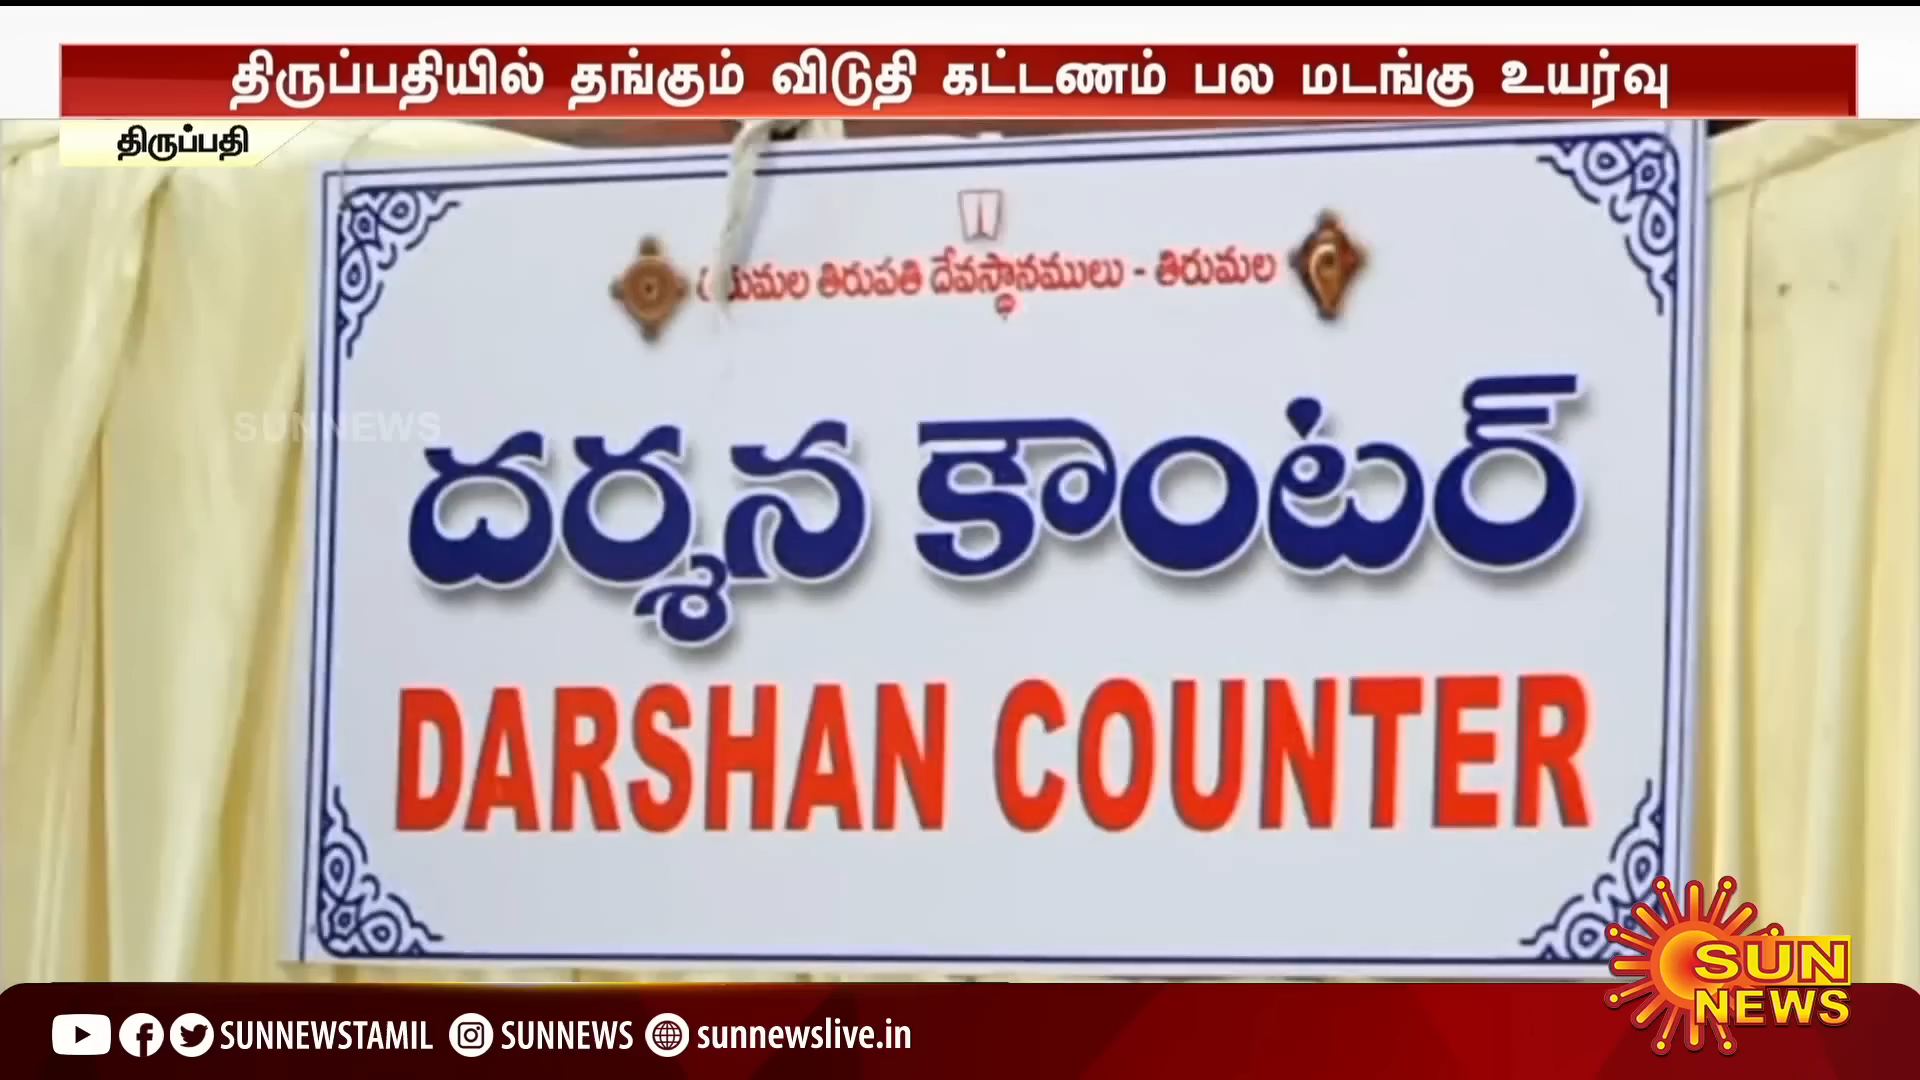 திருப்பதியில் தங்கும் விடுதி கட்டணம் பல மடங்கு உயர்வு
திருப்பதி
తిరుపతి దేవస్థానములు - తిరుమల
SUNNEWS
దర్శన కౌంటర్
DARSHAN COUNTER
SUN
NEWS
SUNNEWSTAMIL SUNNEWS sunnewslive.in